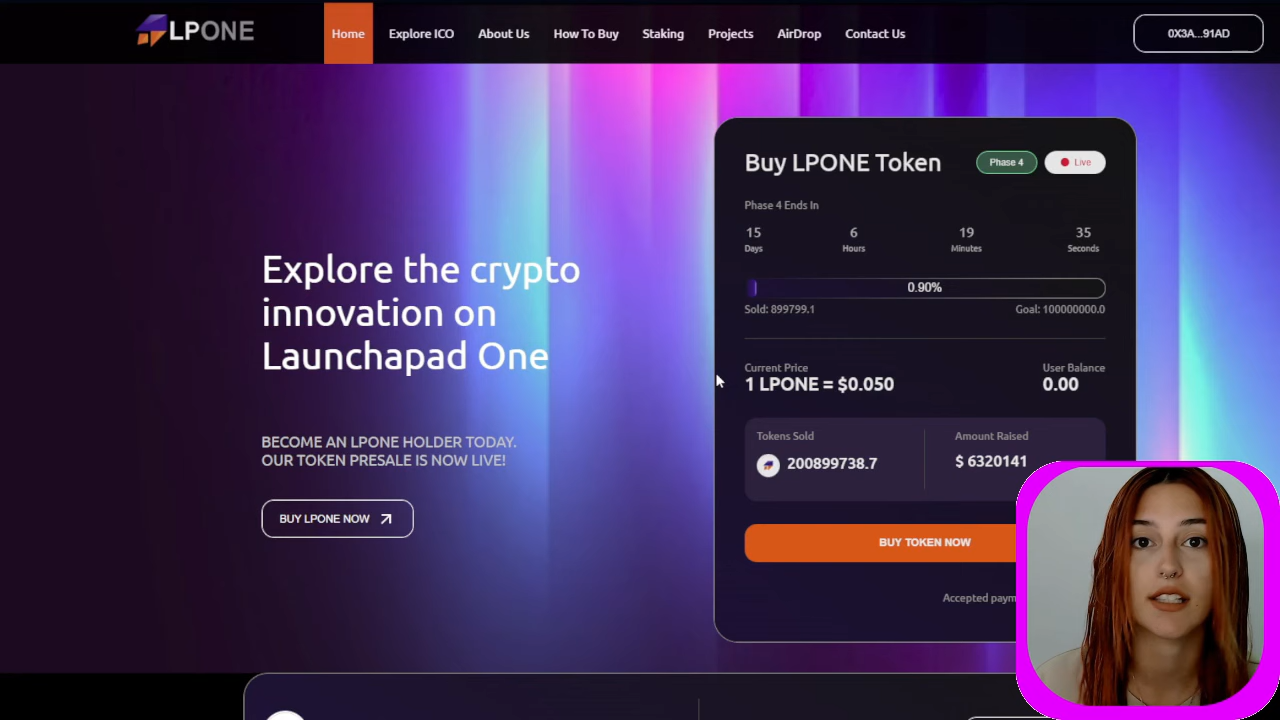 LPONE
Home
Explore ICO
About Us
How To Buy
Staking
Projects
AirDrop
Contact Us
0X3A...91AD
Explore the crypto
innovation on
Launchapad One
BECOME AN LPONE HOLDER TODAY.
OUR TOKEN PRESALE IS NOW LIVE!
BUY LPONE NOW
Buy LPONE Token
Phase 4
Live
Phase 4 Ends In
15
6
19
35
Days
Hours
Minutes
Seconds
0.90%
Sold: 899799.1
Goal: 100000000.0
Current Price
User Balance
1 LPONE = $0.050
0.00
Tokens Sold
Amount Raised
200899738.7
$ 6320141
BUY TOKEN NOW
Accepted paym